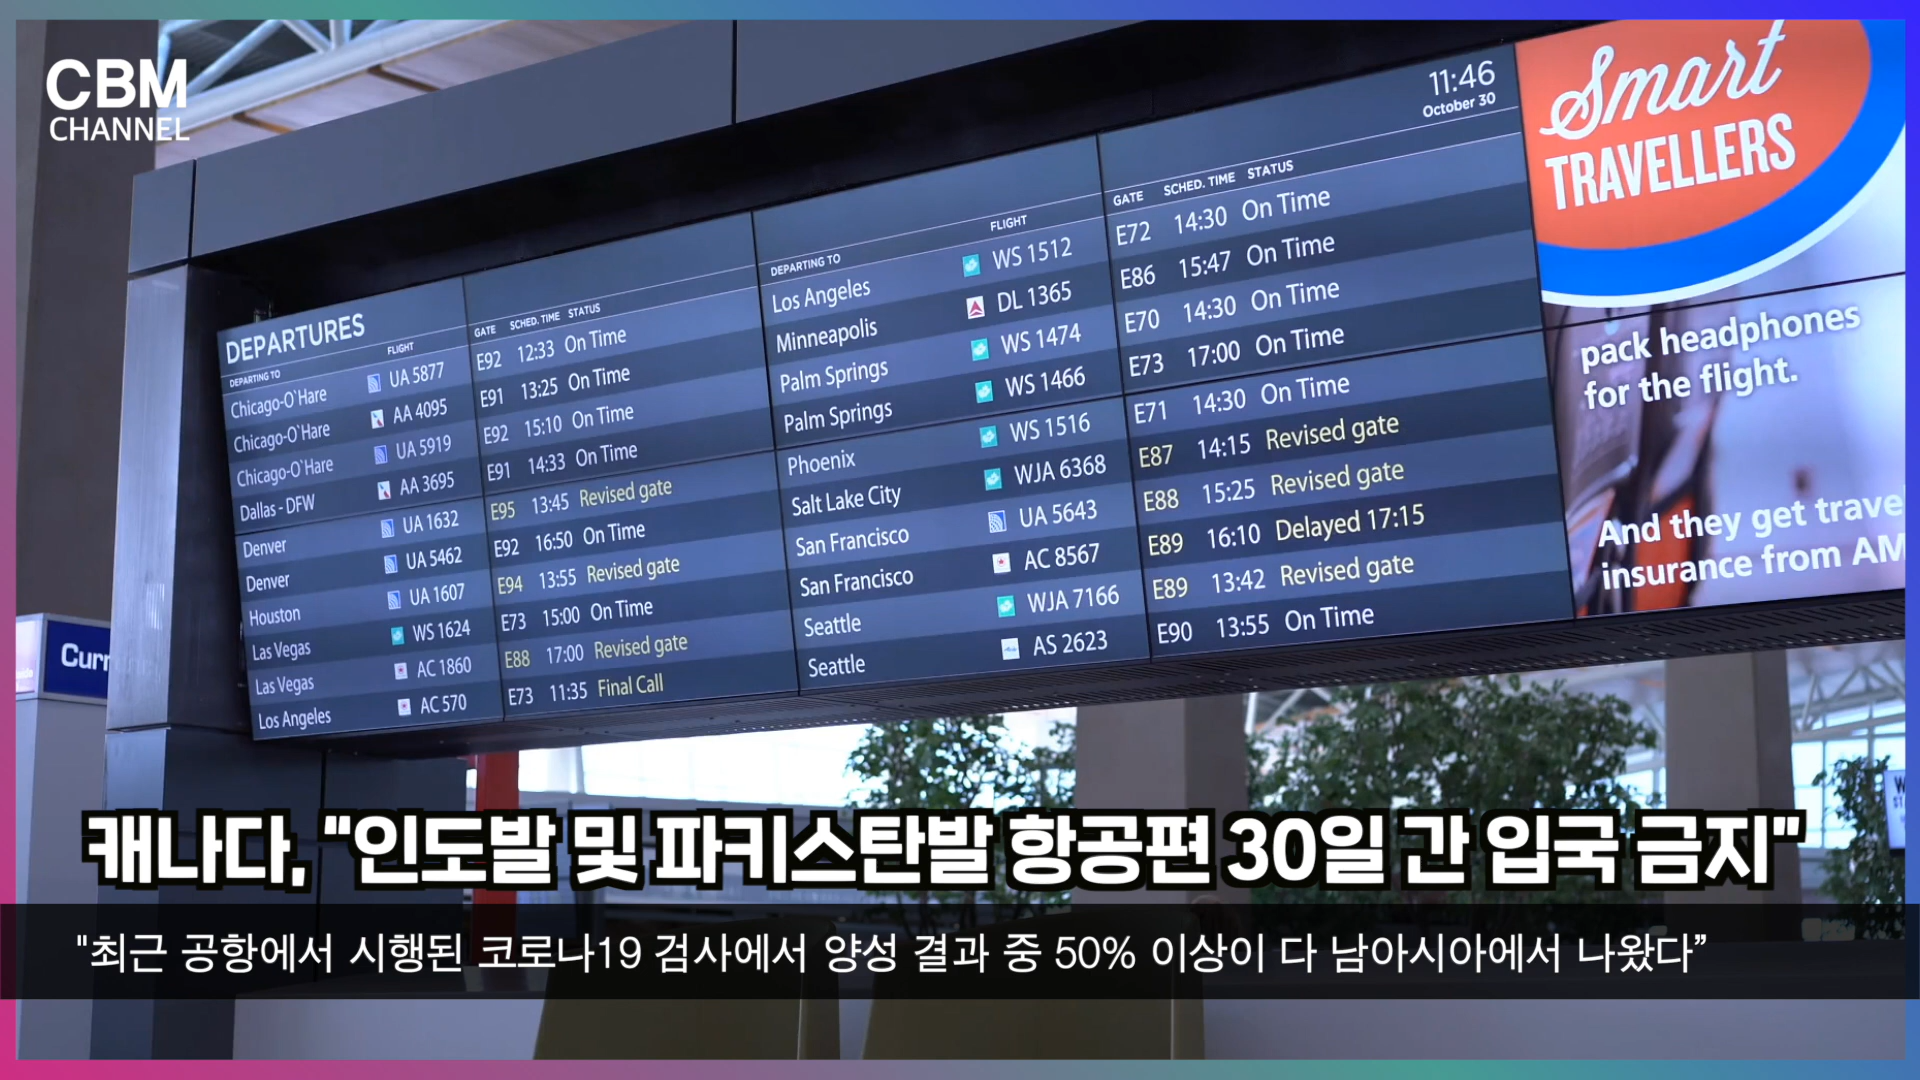 CBM
CHANNEL
DEPARTURES
DEPARTING TO FLIGHT GATE SCHED. TIME STATUS
Chicago-O`Hare UA 5877 E92 12:33 On Time
Chicago-O`Hare AA 4095 E91 13:25 On Time
Chicago-O`Hare UA 5919 E92 15:10 On Time
Dallas - DFW AA 3695 E91 14:33 On Time
Denver UA 1632 E95 13:45 Revised gate
Denver UA 5462 E92 16:50 On Time
Houston UA 1607 E94 13:55 Revised gate
Las Vegas WS 1624 E73 15:00 On Time
Las Vegas AC 1860 E88 17:00 Revised gate
Los Angeles AC 570 E73 11:35 Final Call
11:46
October 30
DEPARTING TO FLIGHT GATE SCHED. TIME STATUS
Los Angeles WS 1512 E72 14:30 On Time
Minneapolis DL 1365 E86 15:47 On Time
Palm Springs WS 1474 E70 14:30 On Time
Palm Springs WS 1466 E73 17:00 On Time
Phoenix WS 1516 E71 14:30 On Time
Salt Lake City WJA 6368 E87 14:15 Revised gate
San Francisco UA 5643 E88 15:25 Revised gate
San Francisco AC 8567 E89 16:10 Delayed 17:15
Seattle WJA 7166 E89 13:42 Revised gate
Seattle AS 2623 E90 13:55 On Time
Smart
TRAVELLERS
pack headphones
for the flight.
And they get trave
insurance from AM
Curr
캐나다, "인도발 및 파키스탄발 항공편 30일 간 입국 금지"
"최근 공항에서 시행된 코로나19 검사에서 양성 결과 중 50% 이상이 다 남아시아에서 나왔다"